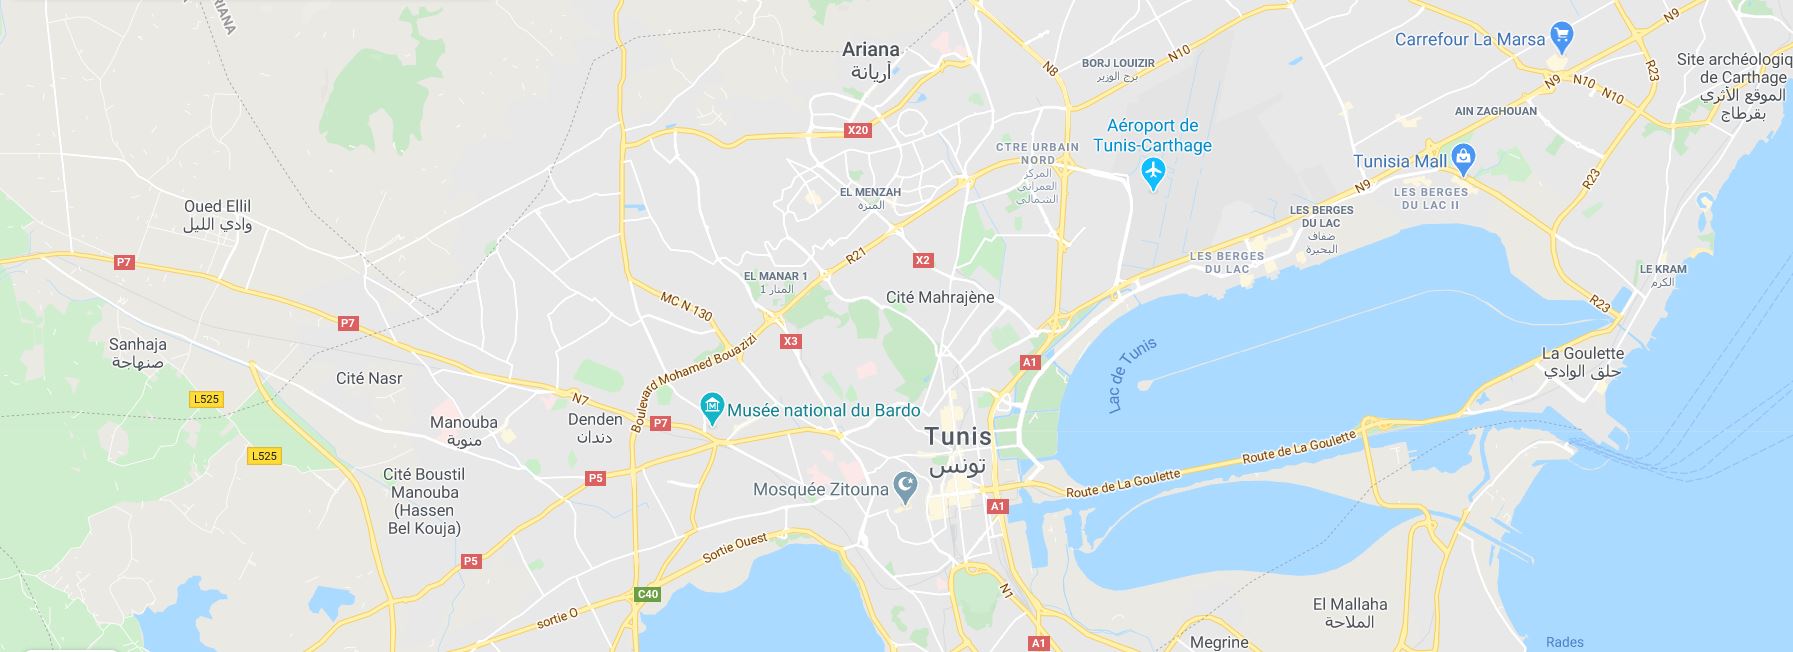 ARIANA
Ariana
أريانة
N8
BORJ LOUIZIR
برج الوزير
N10
Carrefour La Marsa
N9
R23
N9
N10
N10
Site archéologiq
de Carthage
الموقع الأثري
بقرطاج
X20
Aéroport de
Tunis-Carthage
AIN ZAGHOUAN
CTRE URBAIN
NORD
المركز
العمراني
الشمالي
Tunisia Mall
R23
N9
LES BERGES
DU LAC II
EL MENZAH
المنزه
Oued Ellil
وادي الليل
LES BERGES
DU LAC
ضفاف
البحيرة
LES BERGES
DU LAC
P7
R21
X2
EL MANAR 1
المنار 1
LE KRAM
الكرم
MC N 130
Cité Mahrajène
R23
P7
Sanhaja
صنهاجة
X3
Boulevard Mohamed Bouazizi
A1
Lac de Tunis
La Goulette
حلق الوادي
Cité Nasr
L525
N7
Musée national du Bardo
Manouba
منوبة
Denden
دندان
P7
Tunis
تونس
Route de La Goulette
L525
Cité Boustil
Manouba
(Hassen
Bel Kouja)
P5
Mosquée Zitouna
Route de La Goulette
A1
Sortie Ouest
P5
C40
N1
sortie O
El Mallaha
الملاحة
A1
Megrine
Rades